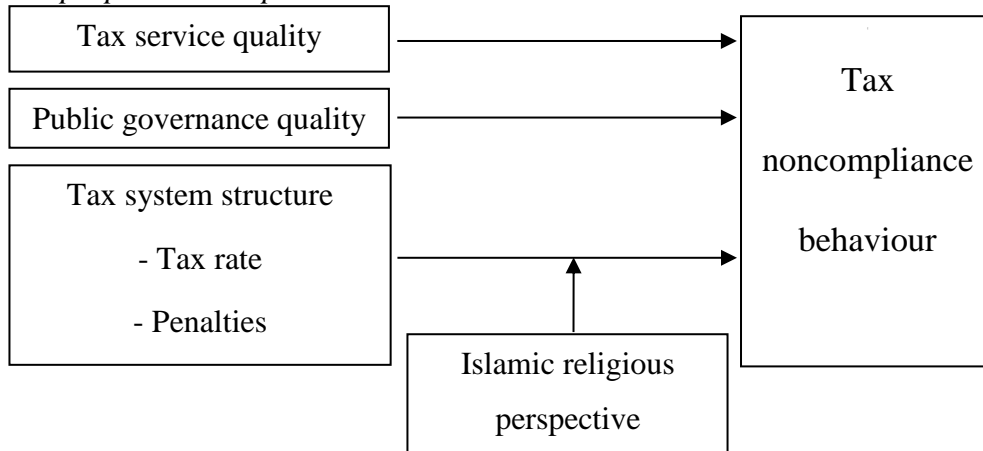 Tax service quality
Public governance quality
Tax system structure
- Tax rate
- Penalties
Tax
noncompliance
behaviour
Islamic religious
perspective